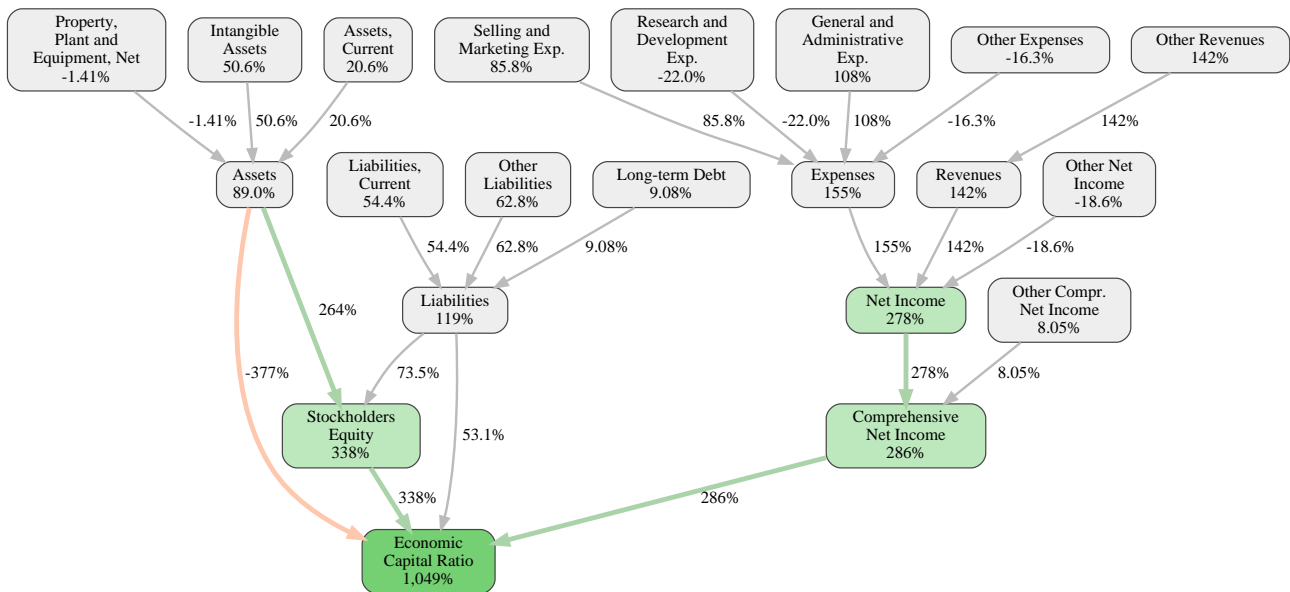 Property,
Plant and
Equipment, Net
-1.41%
Intangible
Assets
50.6%
Assets,
Current
20.6%
Selling and
Marketing Exp.
85.8%
Research and
Development
Exp.
-22.0%
General and
Administrative
Exp.
108%
Other Expenses
-16.3%
Other Revenues
142%
-1.41%
50.6%
20.6%
85.8%
-22.0%
108%
-16.3%
142%
Assets
89.0%
Liabilities,
Current
54.4%
Other
Liabilities
62.8%
Long-term Debt
9.08%
Expenses
155%
Revenues
142%
Other Net
Income
-18.6%
54.4%
62.8%
9.08%
155%
142%
-18.6%
264%
Liabilities
119%
Net Income
278%
Other Compr.
Net Income
8.05%
-377%
73.5%
278%
8.05%
Stockholders
Equity
338%
53.1%
Comprehensive
Net Income
286%
338%
286%
Economic
Capital Ratio
1,049%